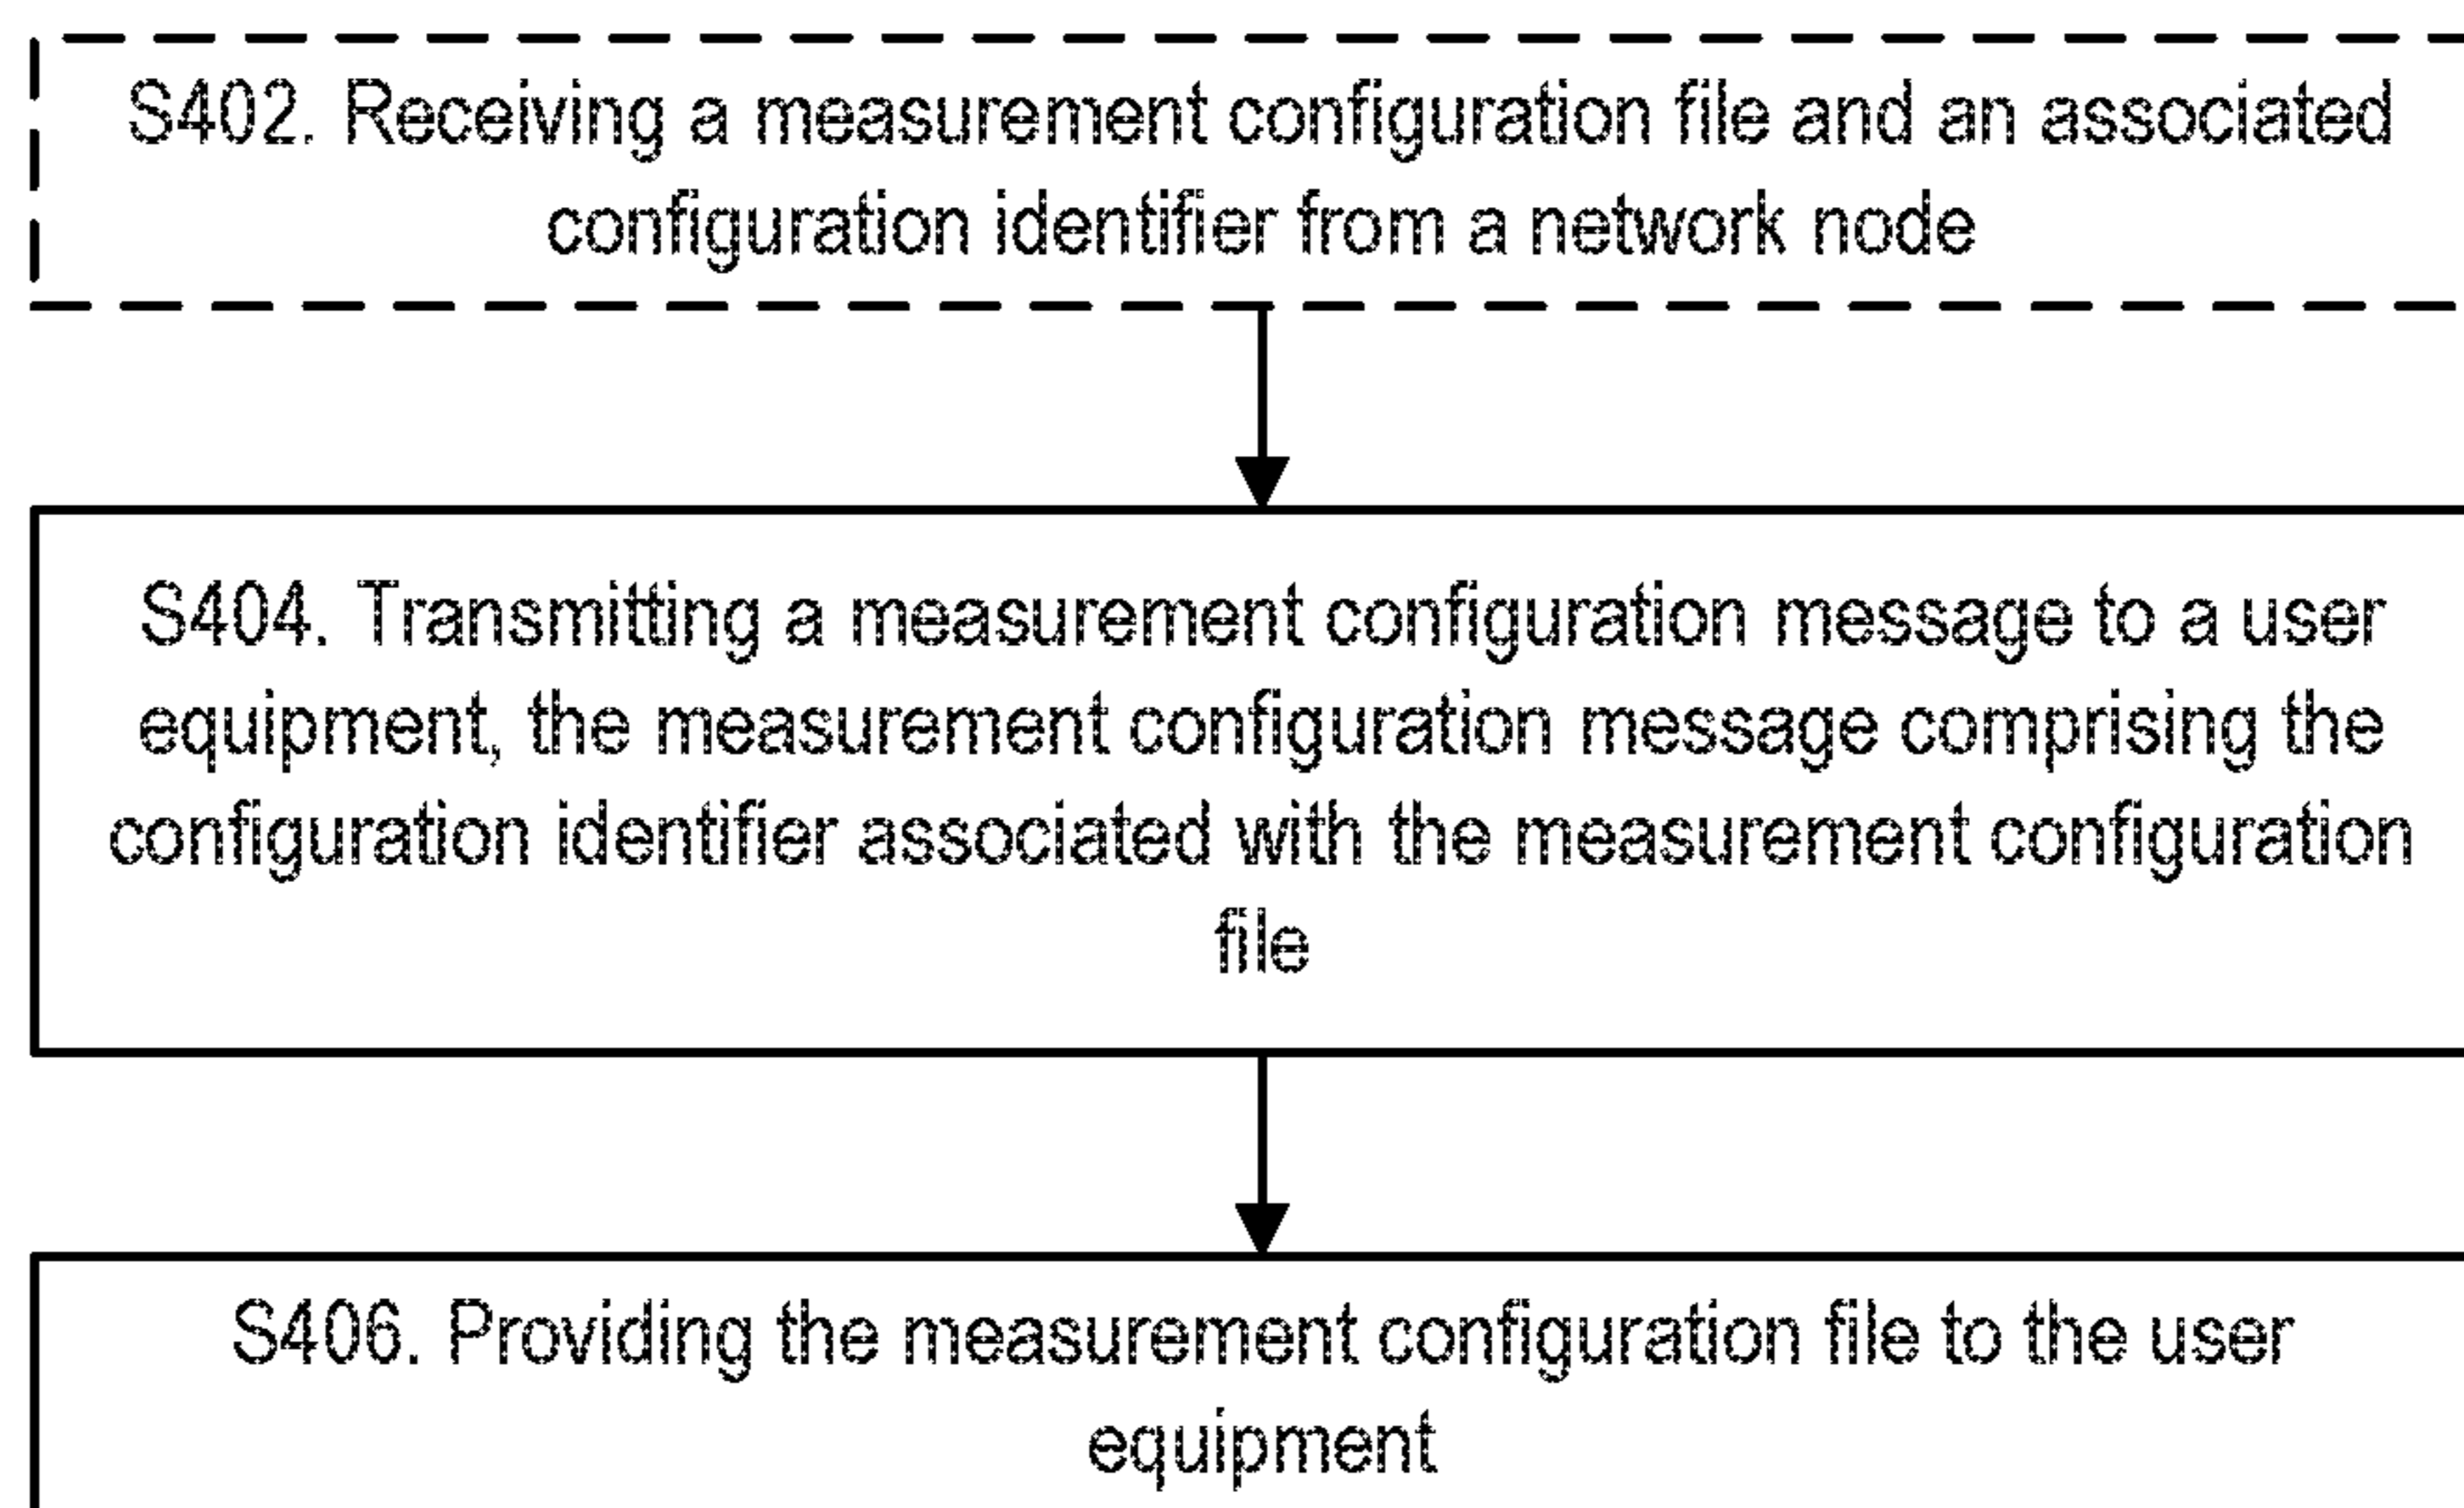 S402. Receiving a measurement configuration file and an associated
configuration identifier from a network node
S404. Transmitting a measurement configuration message to a user
equipment, the measurement configuration message comprising the
configuration identifier associated with the measurement configuration
file
S406. Providing the measurement configuration file to the user
equipment